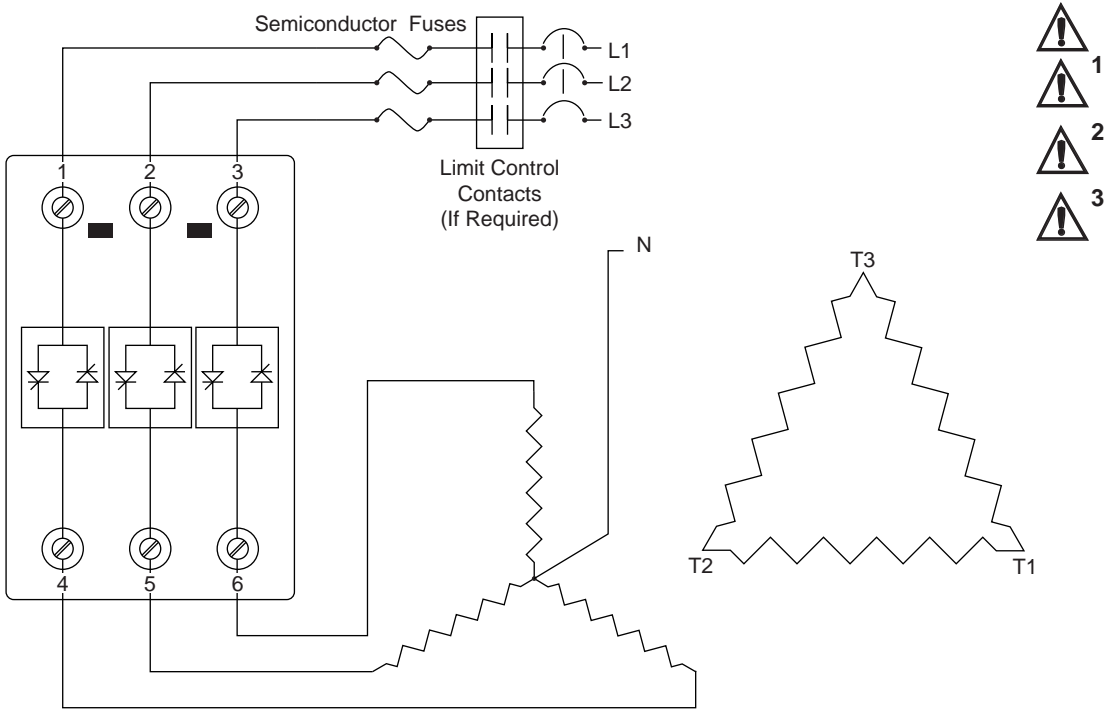 Semiconductor Fuses
L1
L2
L3
Limit Control
Contacts
(If Required)
1 2 3
4 5 6
N
T3
T2
T1
1
2
3